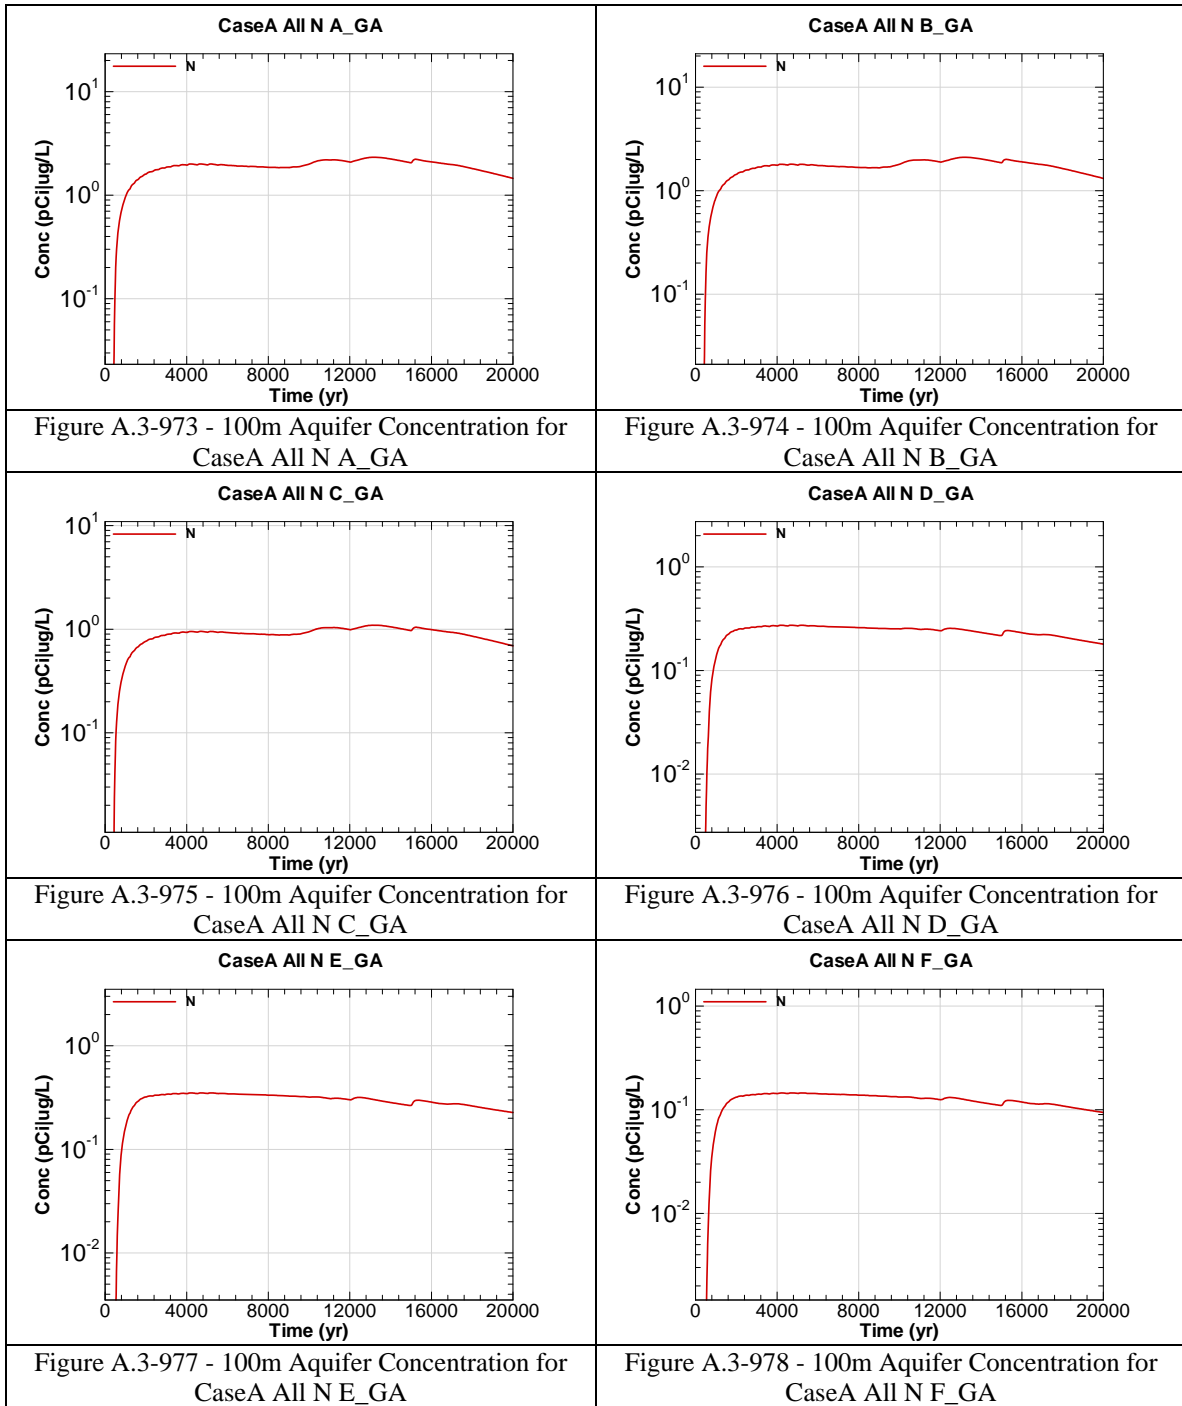 CaseA All N A_GA
N
Conc (pCi|ug/L)
10^1
10^0
10^-1
0 4000 8000 12000 16000 20000
Time (yr)
Figure A.3-973 - 100m Aquifer Concentration for
CaseA All N A_GA
CaseA All N B_GA
N
Conc (pCi|ug/L)
10^1
10^0
10^-1
0 4000 8000 12000 16000 20000
Time (yr)
Figure A.3-974 - 100m Aquifer Concentration for
CaseA All N B_GA
CaseA All N C_GA
N
Conc (pCi|ug/L)
10^1
10^0
10^-1
0 4000 8000 12000 16000 20000
Time (yr)
Figure A.3-975 - 100m Aquifer Concentration for
CaseA All N C_GA
CaseA All N D_GA
N
Conc (pCi|ug/L)
10^0
10^-1
10^-2
0 4000 8000 12000 16000 20000
Time (yr)
Figure A.3-976 - 100m Aquifer Concentration for
CaseA All N D_GA
CaseA All N E_GA
N
Conc (pCi|ug/L)
10^0
10^-1
10^-2
0 4000 8000 12000 16000 20000
Time (yr)
Figure A.3-977 - 100m Aquifer Concentration for
CaseA All N E_GA
CaseA All N F_GA
N
Conc (pCi|ug/L)
10^0
10^-1
10^-2
0 4000 8000 12000 16000 20000
Time (yr)
Figure A.3-978 - 100m Aquifer Concentration for
CaseA All N F_GA